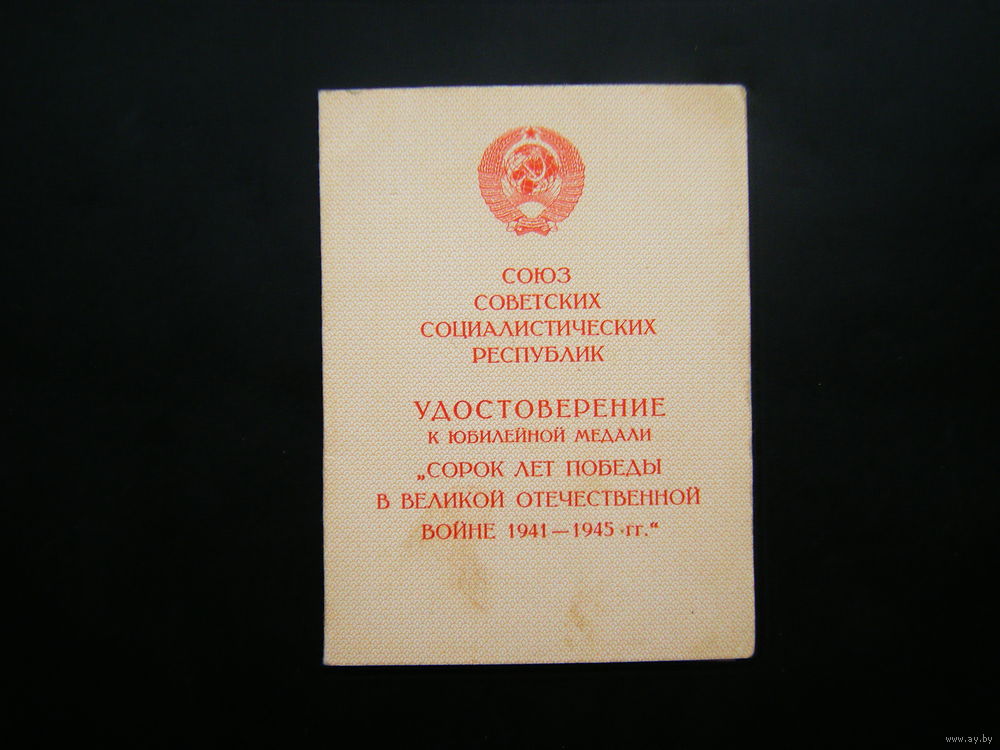 СОЮЗ
СОВЕТСКИХ
СОЦИАЛИСТИЧЕСКИХ
РЕСПУБЛИК
УДОСТОВЕРЕНИЕ
К ЮБИЛЕЙНОЙ МЕДАЛИ
„СОРОК ЛЕТ ПОБЕДЫ
В ВЕЛИКОЙ ОТЕЧЕСТВЕННОЙ
ВОЙНЕ 1941—1945 гг.“
www.ay.by